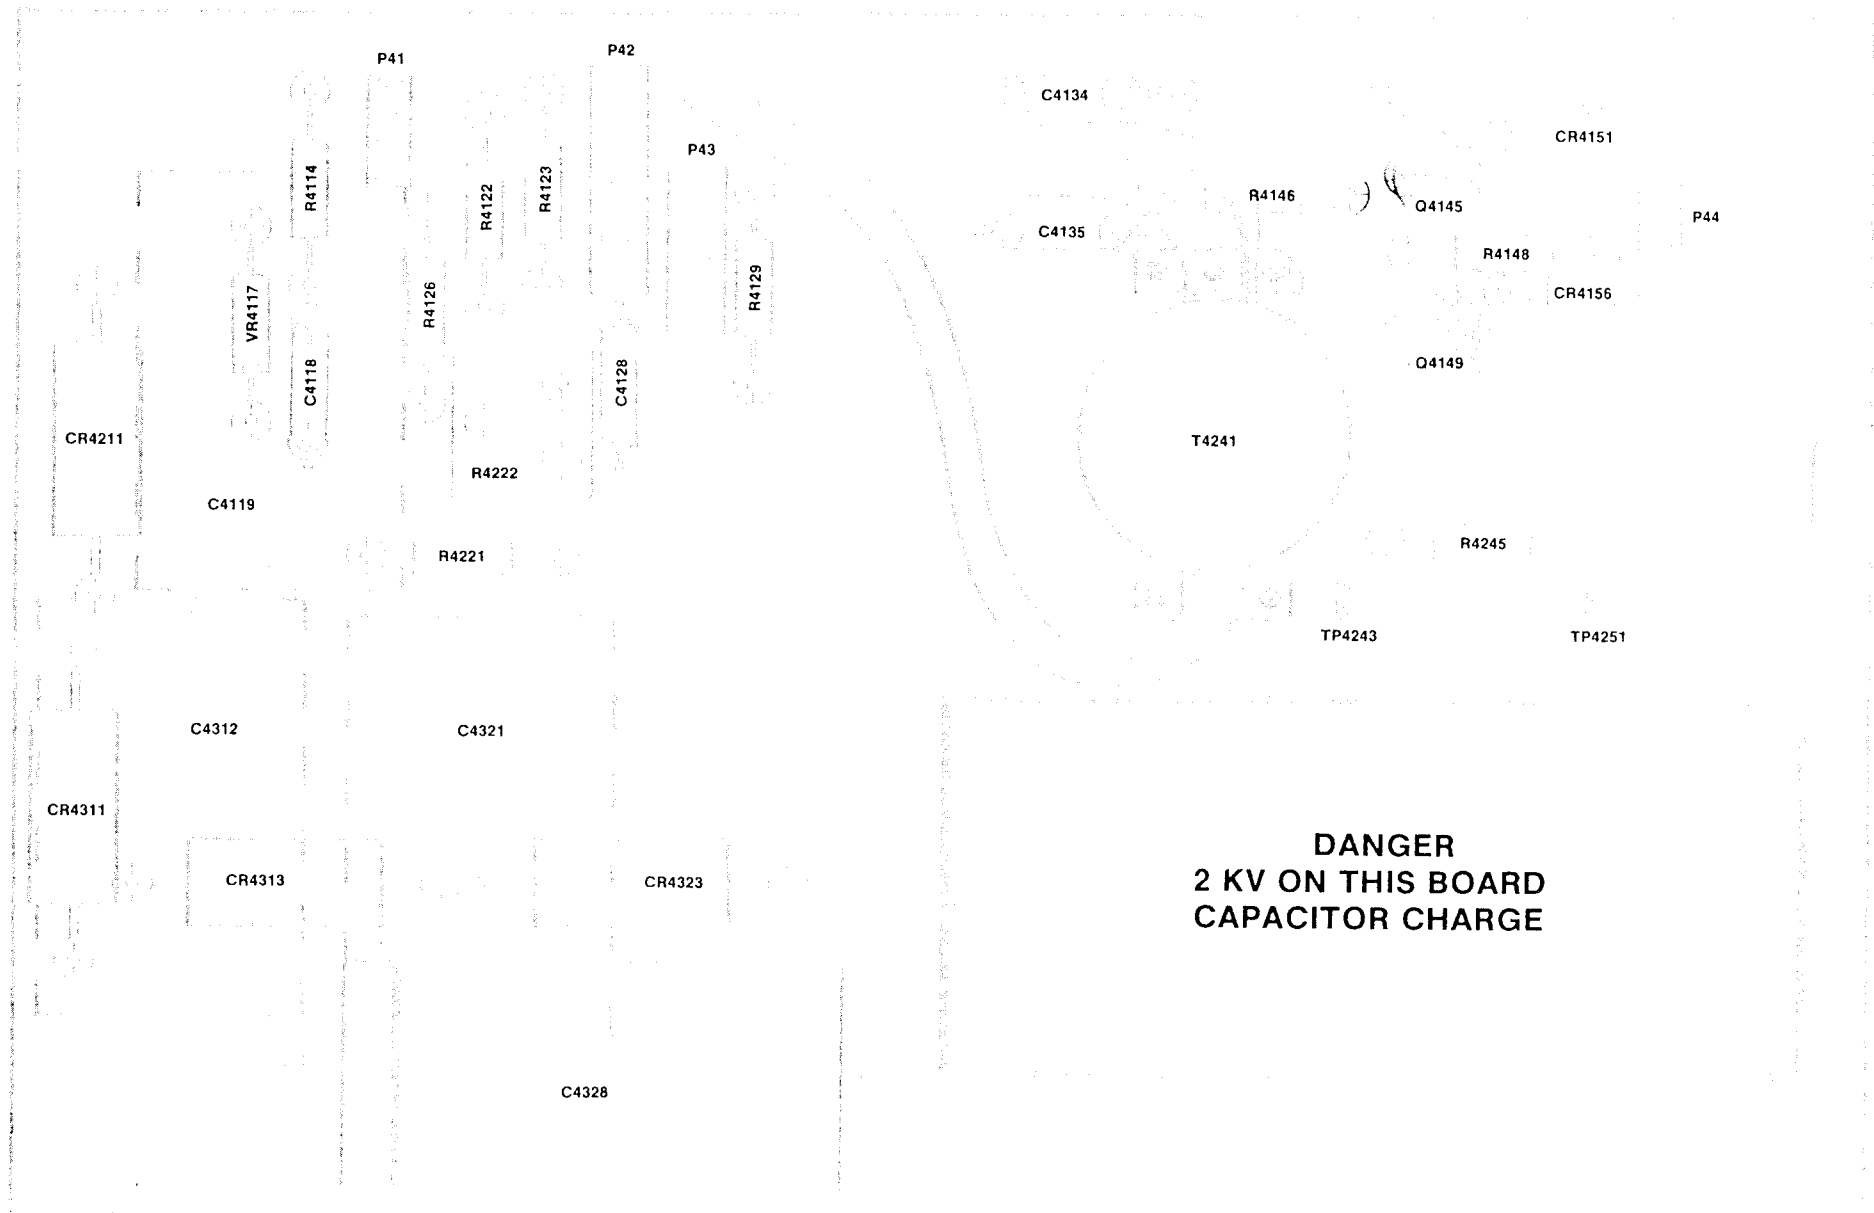 P41
P42
C4134
CR4151
P43
R4114
R4122
R4123
R4146
Q4145
P44
C4135
R4148
R4129
CR4156
R4126
VR4117
Q4149
C4118
C4128
CR4211
T4241
R4222
C4119
R4245
R4221
TP4243
TP4251
C4312
C4321
CR4311
DANGER
2 KV ON THIS BOARD
CAPACITOR CHARGE
CR4313
CR4323
C4328